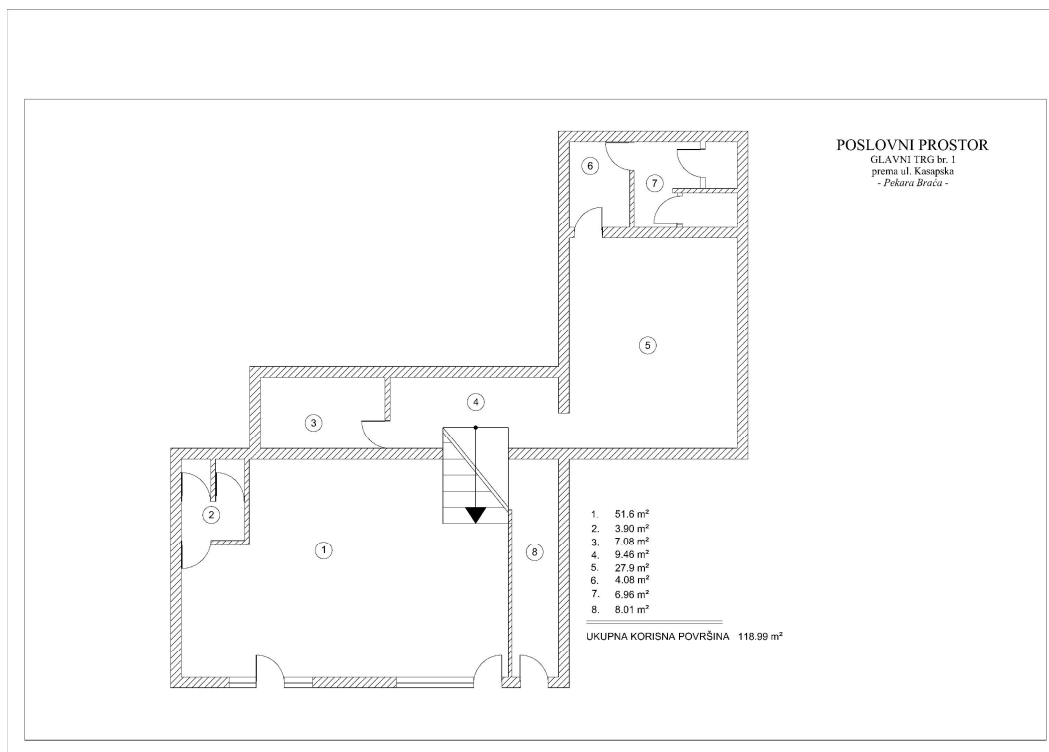 POSLOVNI PROSTOR
GLAVNI TRG br. 1
prema ul. Kasapska
- Pekara Braća -
6
7
5
4
3
2
1
8
1. 51.6 m²
2. 3.90 m²
3. 7.08 m²
4. 9.46 m²
5. 27.9 m²
6. 4.08 m²
7. 6.96 m²
8. 8.01 m²
UKUPNA KORISNA POVRŠINA 118.99 m²